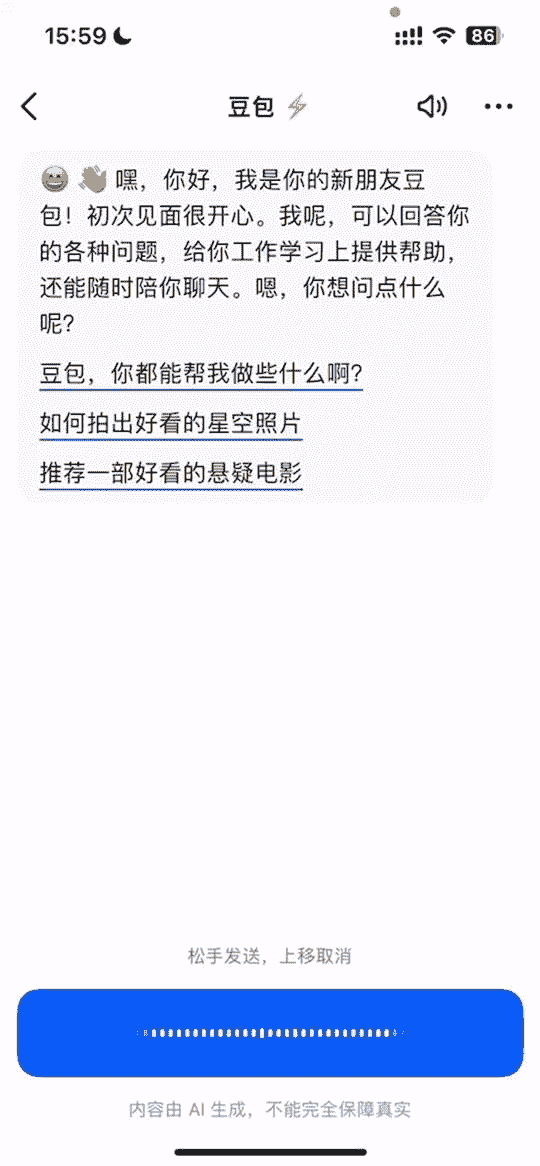 15:59
86
豆包
嘿，你好，我是你的新朋友豆
包！初次见面很开心。我呢，可以回答你
的各种问题，给你工作学习上提供帮助，
还能随时陪你聊天。嗯，你想问点什么
呢？
豆包，你都能帮我做些什么啊？
如何拍出好看的星空照片
推荐一部好看的悬疑电影
松手发送，上移取消
内容由 AI 生成，不能完全保障真实